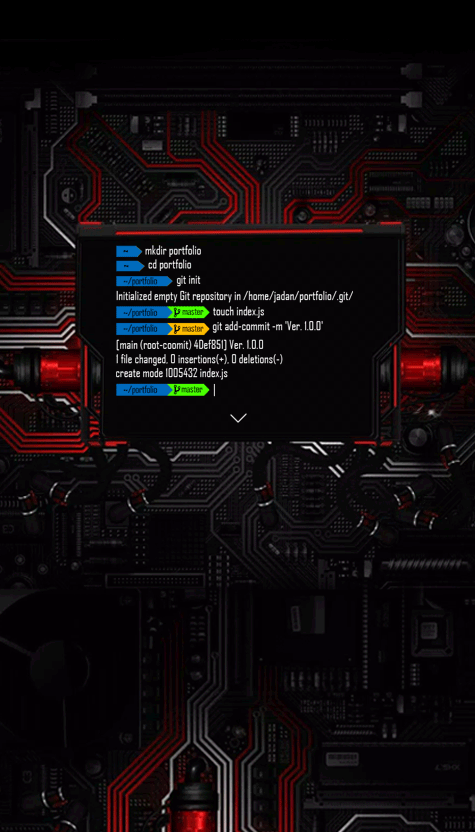 ~ mkdir portfolio
~ cd portfolio
~/portfolio git init
Initialized empty Git repository in /home/jadan/portfolio/.git/
~/portfolio master touch index.js
~/portfolio master git add-commit -m 'Ver. 1.0.0'
[main (root-coomit) 40ef851] Ver. 1.0.0
1 file changed, 0 insertions(+), 0 deletions(-)
create mode 1005432 index.js
~/portfolio master